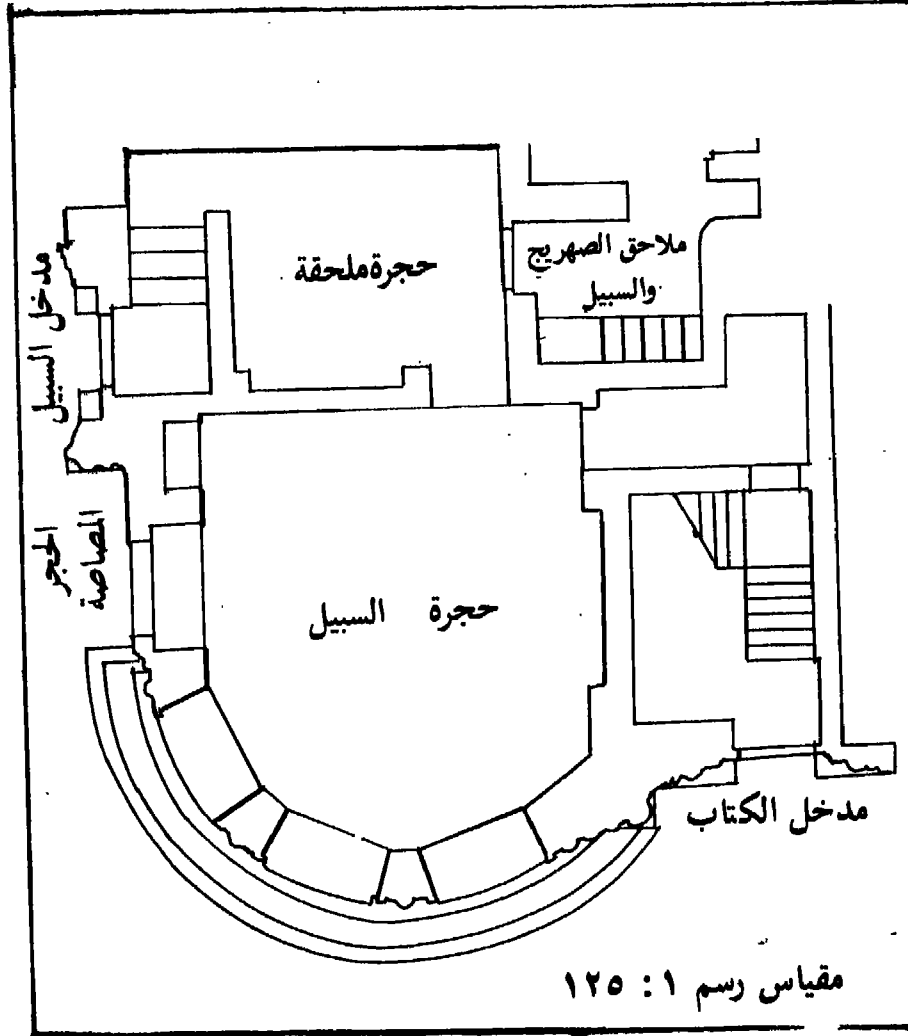 حجرة ملحقة
ملاحق الصهريج
والسبيل
مدخل السبيل
الحجر
المصاصة
حجرة السبيل
مدخل الكتاب
مقياس رسم ١ : ١٢٥